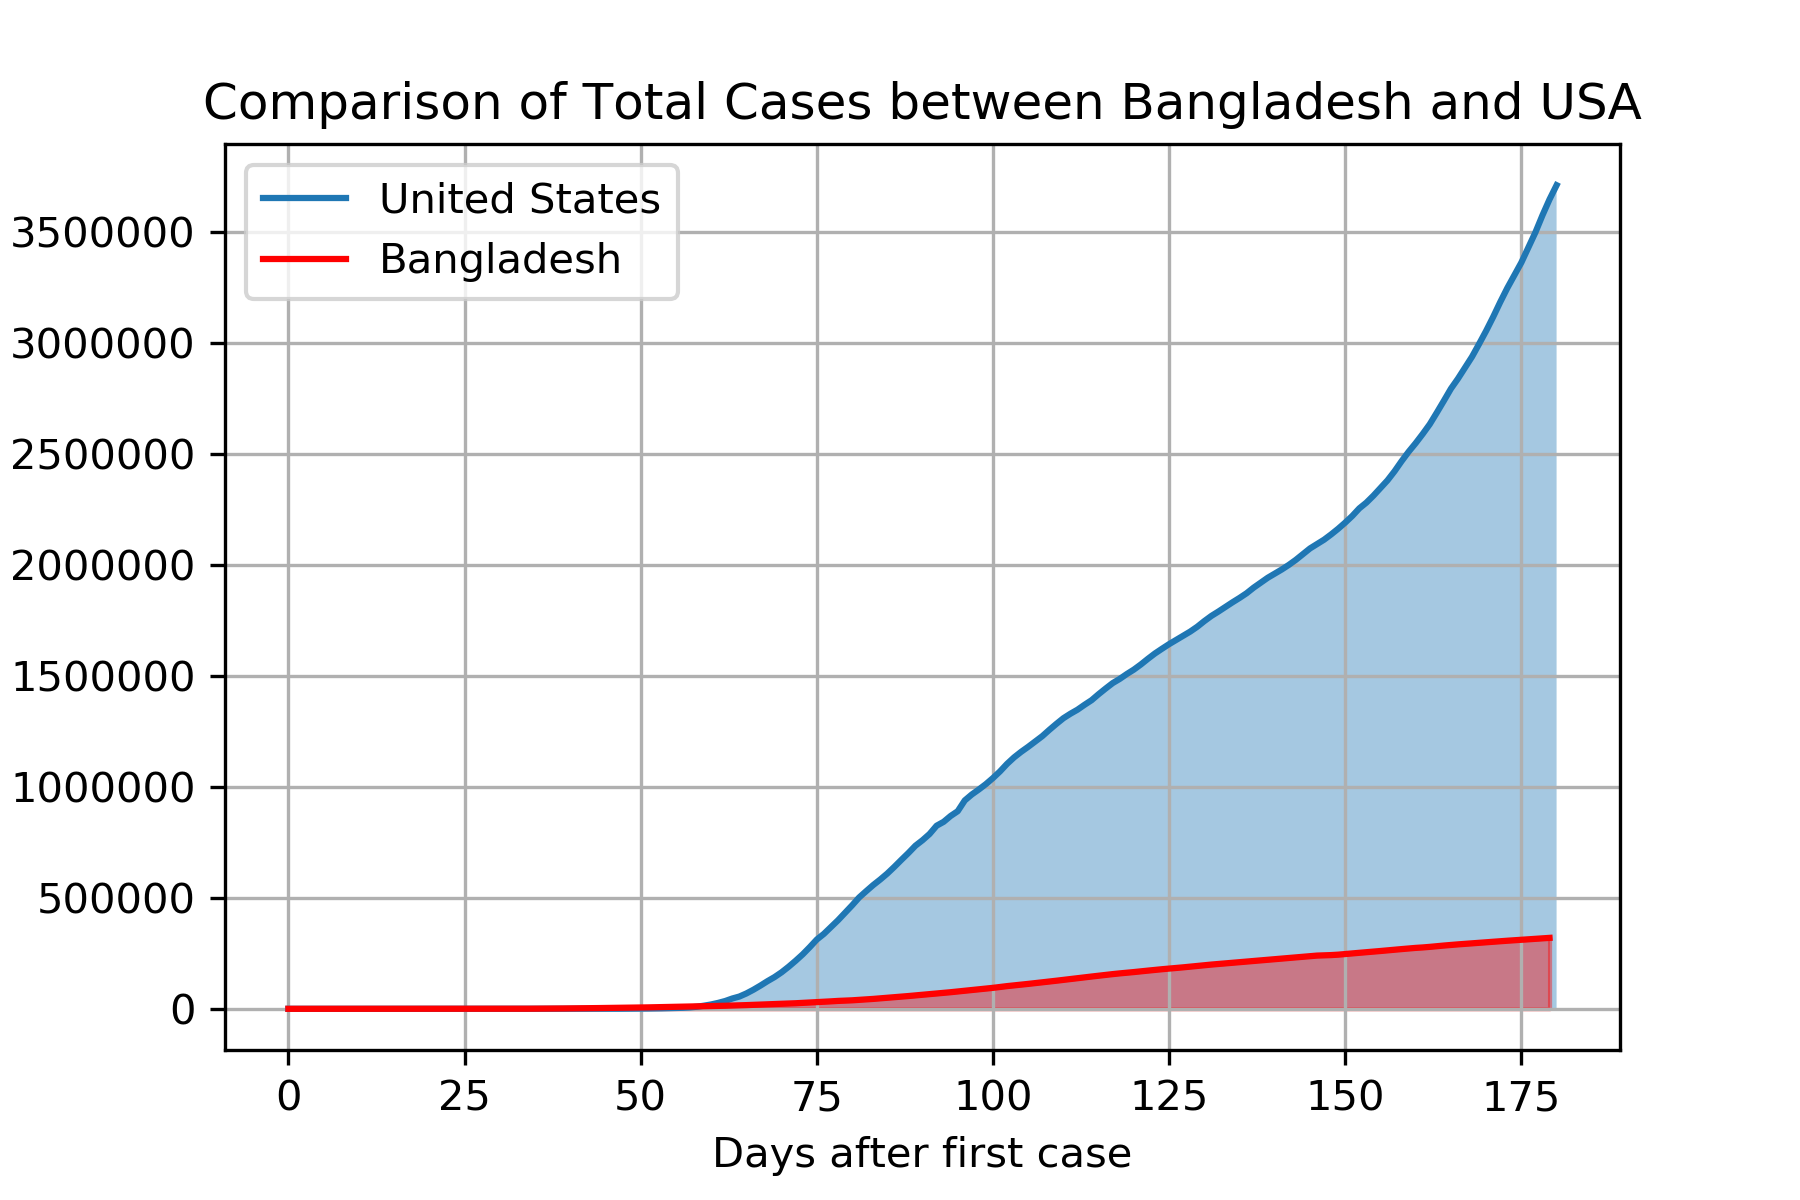 Comparison of Total Cases between Bangladesh and USA
United States
Bangladesh
3500000
3000000
2500000
2000000
1500000
1000000
500000
0
0 25 50 75 100 125 150 175
Days after first case